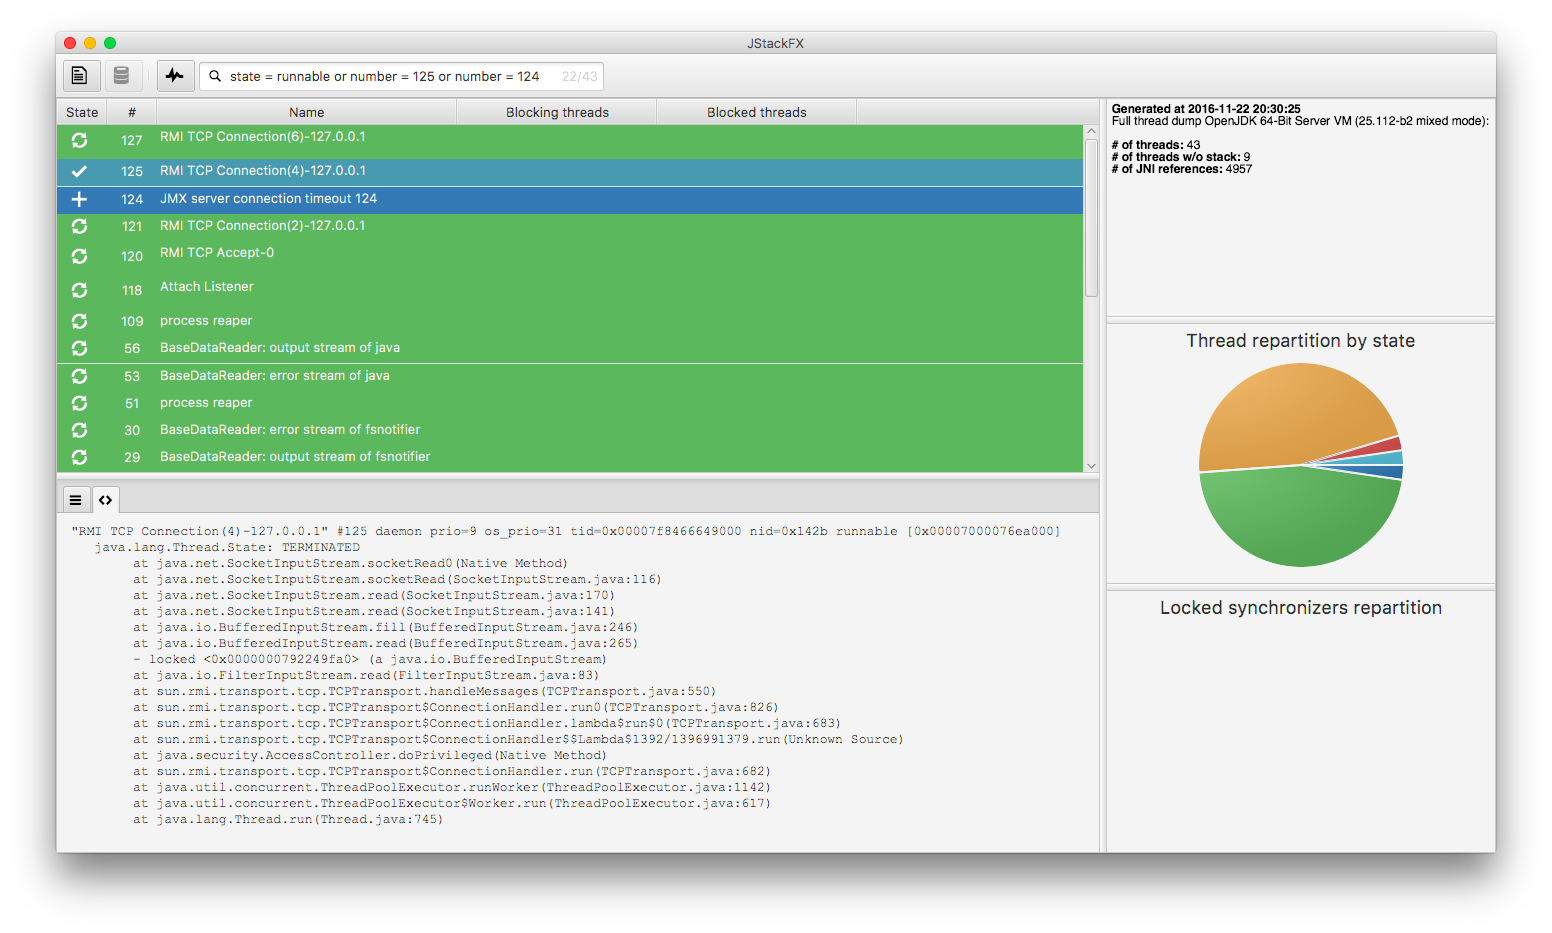 JStackFX
state = runnable or number = 125 or number = 124 22/43
State # Name Blocking threads Blocked threads
127 RMI TCP Connection(6)-127.0.0.1
125 RMI TCP Connection(4)-127.0.0.1
124 JMX server connection timeout 124
121 RMI TCP Connection(2)-127.0.0.1
120 RMI TCP Accept-0
118 Attach Listener
109 process reaper
56 BaseDataReader: output stream of java
53 BaseDataReader: error stream of java
51 process reaper
30 BaseDataReader: error stream of fsnotifier
29 BaseDataReader: output stream of fsnotifier
"RMI TCP Connection(4)-127.0.0.1" #125 daemon prio=9 os_prio=31 tid=0x00007f8466649000 nid=0x142b runnable [0x00007000076ea000]
java.lang.Thread.State: TERMINATED
at java.net.SocketInputStream.socketRead0(Native Method)
at java.net.SocketInputStream.socketRead(SocketInputStream.java:116)
at java.net.SocketInputStream.read(SocketInputStream.java:170)
at java.net.SocketInputStream.read(SocketInputStream.java:141)
at java.io.BufferedInputStream.fill(BufferedInputStream.java:246)
at java.io.BufferedInputStream.read(BufferedInputStream.java:265)
- locked <0x0000000792249fa0> (a java.io.BufferedInputStream)
at java.io.FilterInputStream.read(FilterInputStream.java:83)
at sun.rmi.transport.tcp.TCPTransport.handleMessages(TCPTransport.java:550)
at sun.rmi.transport.tcp.TCPTransport$ConnectionHandler.run0(TCPTransport.java:826)
at sun.rmi.transport.tcp.TCPTransport$ConnectionHandler.lambda$run$0(TCPTransport.java:683)
at sun.rmi.transport.tcp.TCPTransport$ConnectionHandler$$Lambda$1392/1396991379.run(Unknown Source)
at java.security.AccessController.doPrivileged(Native Method)
at sun.rmi.transport.tcp.TCPTransport$ConnectionHandler.run(TCPTransport.java:682)
at java.util.concurrent.ThreadPoolExecutor.runWorker(ThreadPoolExecutor.java:1142)
at java.util.concurrent.ThreadPoolExecutor$Worker.run(ThreadPoolExecutor.java:617)
at java.lang.Thread.run(Thread.java:745)
Generated at 2016-11-22 20:30:25
Full thread dump OpenJDK 64-Bit Server VM (25.112-b2 mixed mode):
# of threads: 43
# of threads w/o stack: 9
# of JNI references: 4957
Thread repartition by state
Locked synchronizers repartition